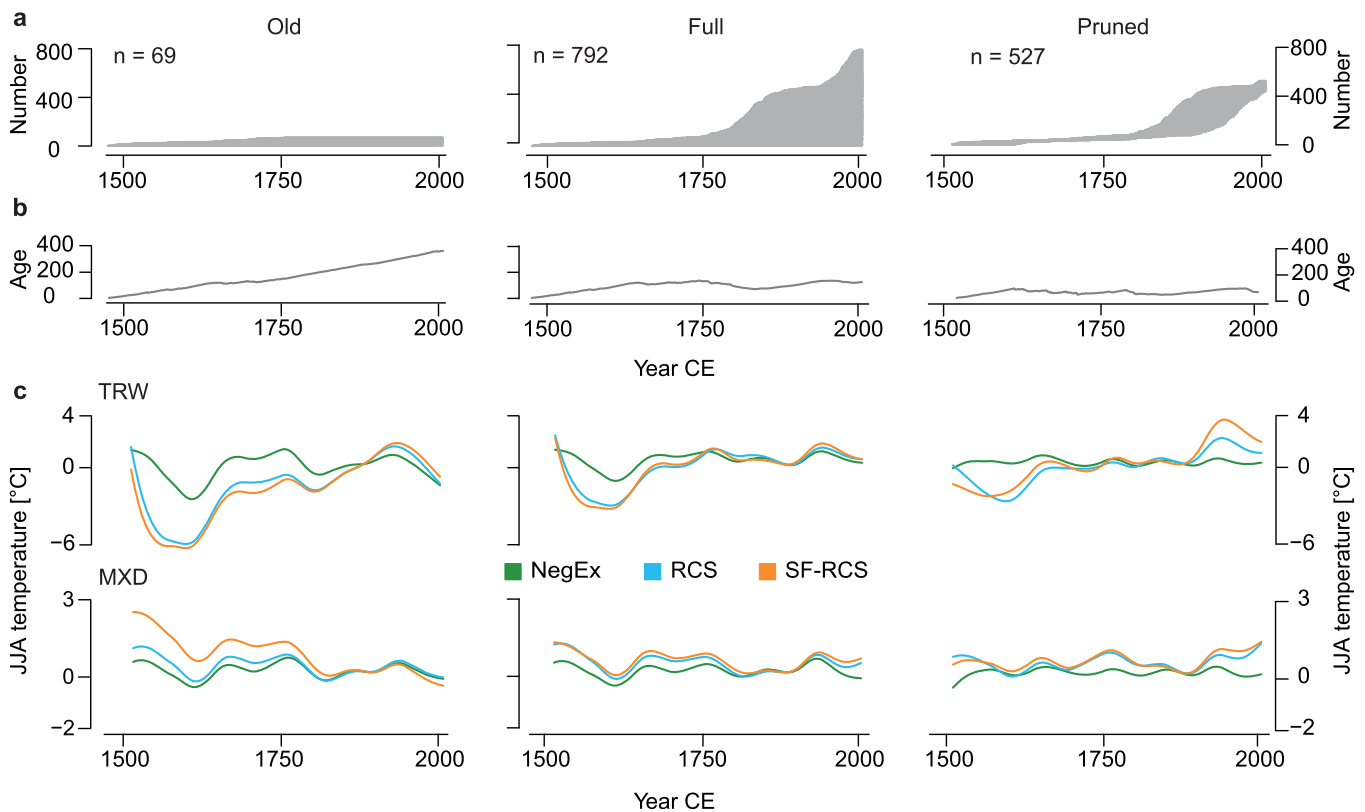 a
Old Full Pruned
Number 800 400 0 n = 69 n = 792 n = 527 800 400 0 Number
1500 1750 2000 1500 1750 2000 1500 1750 2000
b
Age 400 200 0 400 200 0 Age
1500 1750 2000 1500 1750 2000 1500 1750 2000
Year CE
c TRW
JJA temperature [°C] 4 0 −6 4 0 −6 JJA temperature [°C]
NegEx RCS SF-RCS
MXD
3 0 −2 3 0 −2
1500 1750 2000 1500 1750 2000 1500 1750 2000
Year CE